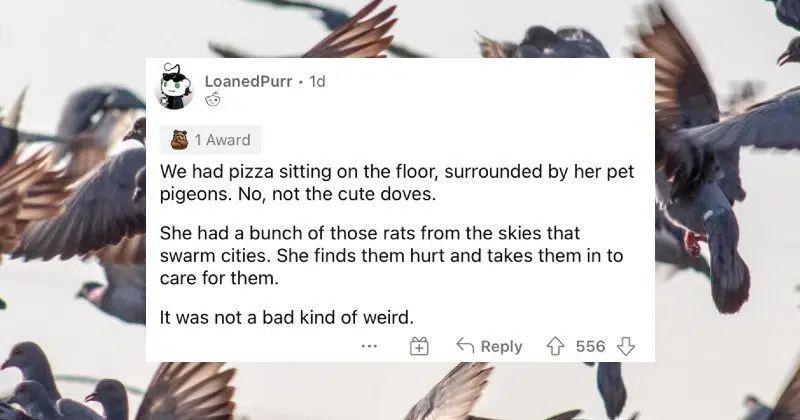 LoanedPurr • 1d
1 Award
We had pizza sitting on the floor, surrounded by her pet
pigeons. No, not the cute doves.
She had a bunch of those rats from the skies that
swarm cities. She finds them hurt and takes them in to
care for them.
It was not a bad kind of weird.
... Reply 556